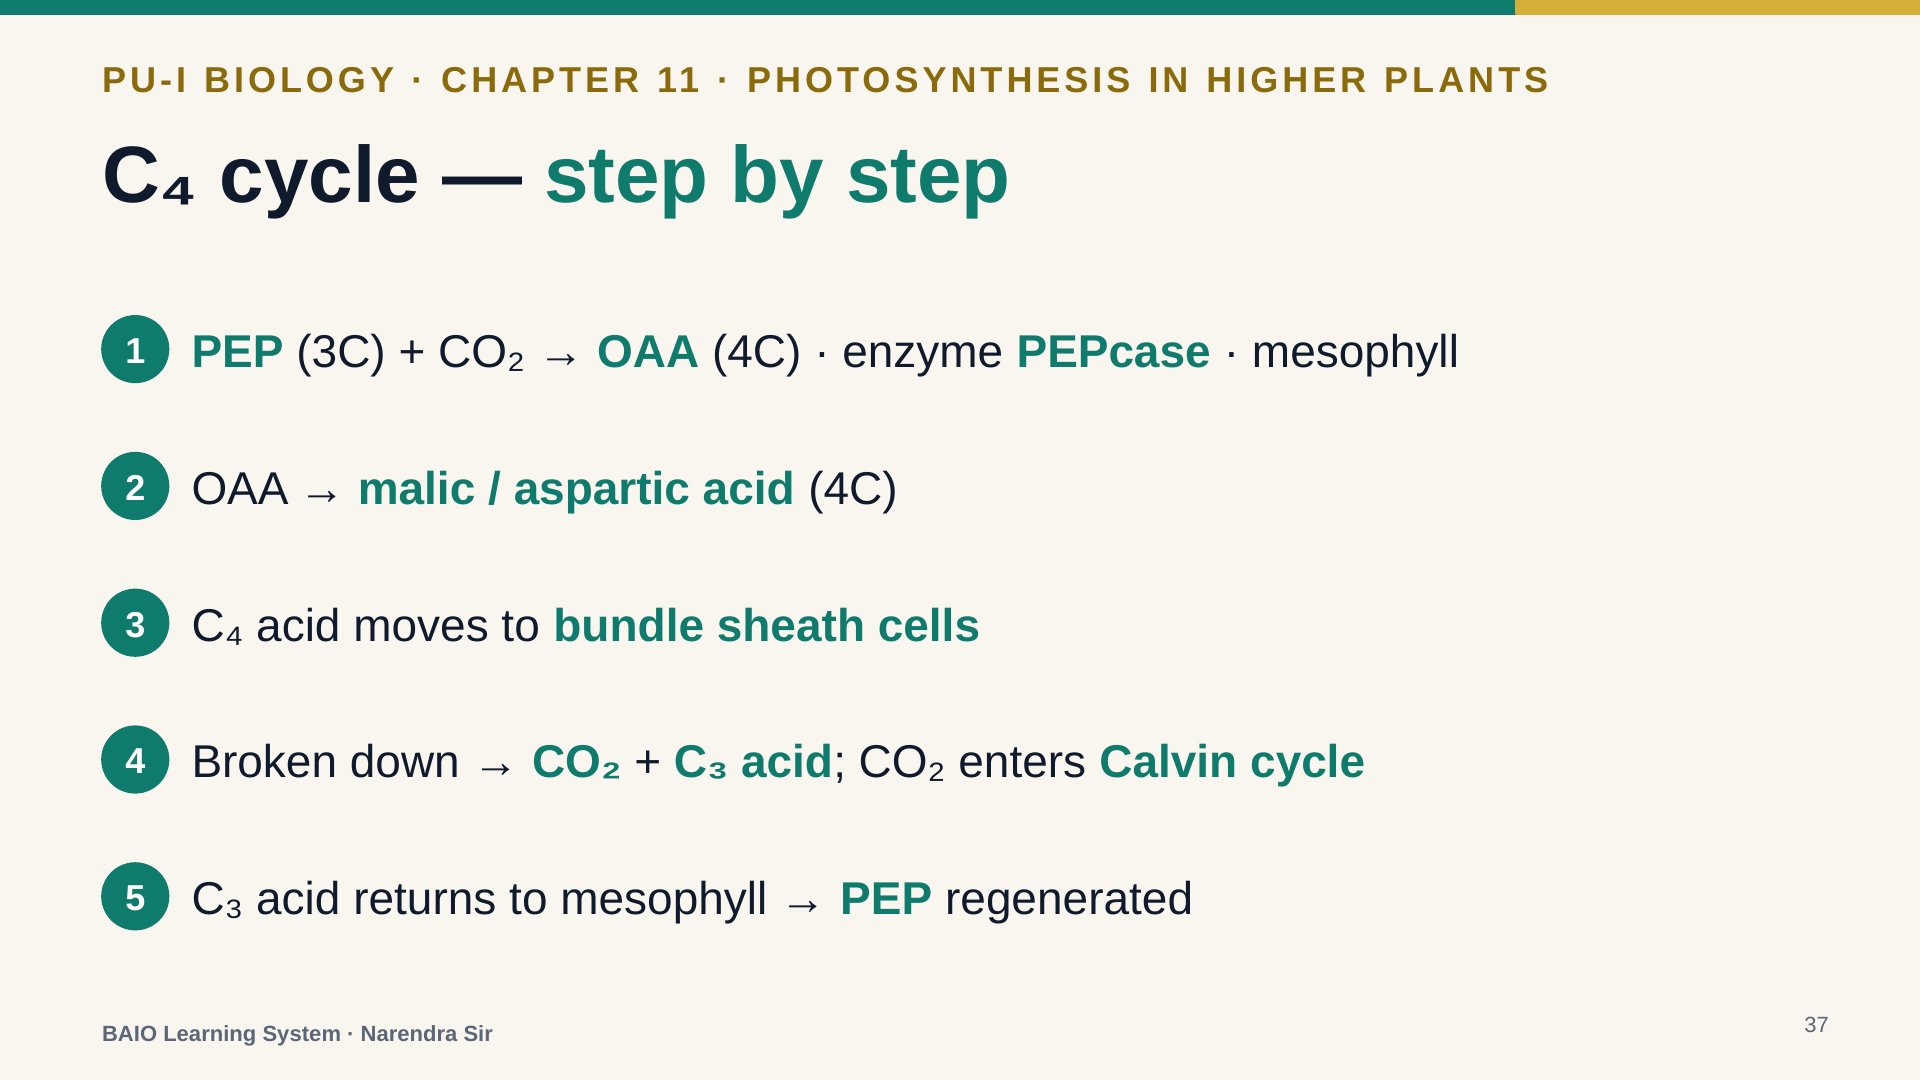 PU-I BIOLOGY · CHAPTER 11 · PHOTOSYNTHESIS IN HIGHER PLANTS
C₄ cycle — step by step
1 PEP (3C) + CO₂ → OAA (4C) · enzyme PEPcase · mesophyll
2 OAA → malic / aspartic acid (4C)
3 C₄ acid moves to bundle sheath cells
4 Broken down → CO₂ + C₃ acid; CO₂ enters Calvin cycle
5 C₃ acid returns to mesophyll → PEP regenerated
BAIO Learning System · Narendra Sir
37